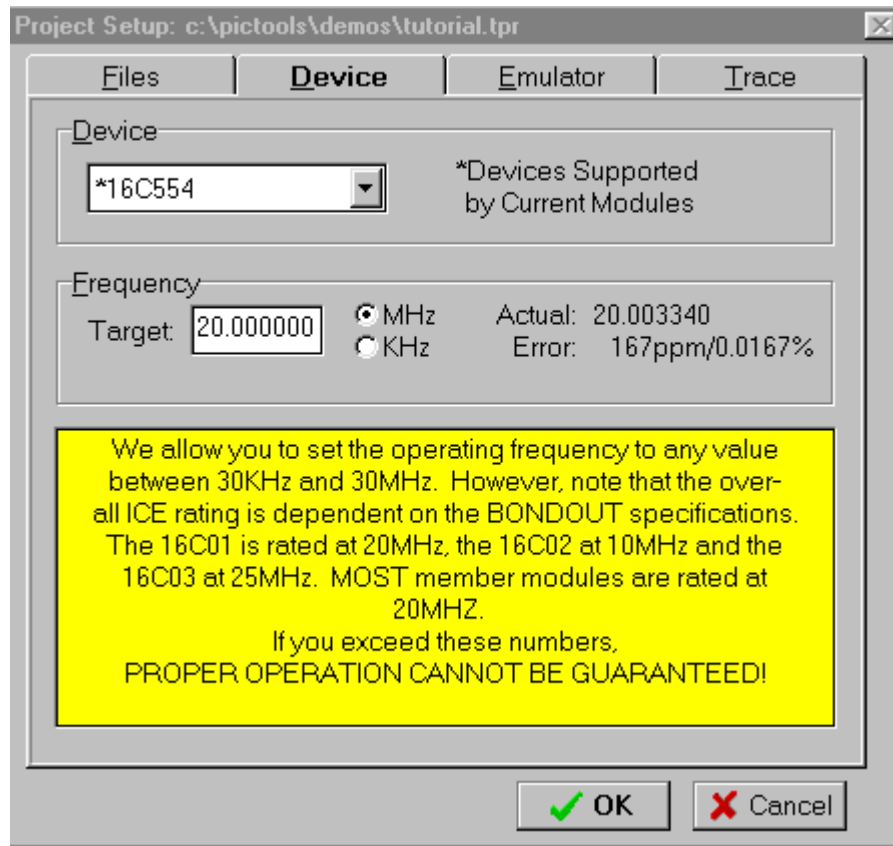 Project Setup: c:\pictools\demos\tutorial.tpr
Files
Device
Emulator
Trace
Device
*16C554
*Devices Supported
by Current Modules
Frequency
Target: 20.000000
MHz
KHz
Actual: 20.003340
Error: 167ppm/0.0167%
We allow you to set the operating frequency to any value
between 30KHz and 30MHz. However, note that the over-
all ICE rating is dependent on the BONDOUT specifications.
The 16C01 is rated at 20MHz, the 16C02 at 10MHz and the
16C03 at 25MHz. MOST member modules are rated at
20MHZ.
If you exceed these numbers,
PROPER OPERATION CANNOT BE GUARANTEED!
OK
Cancel